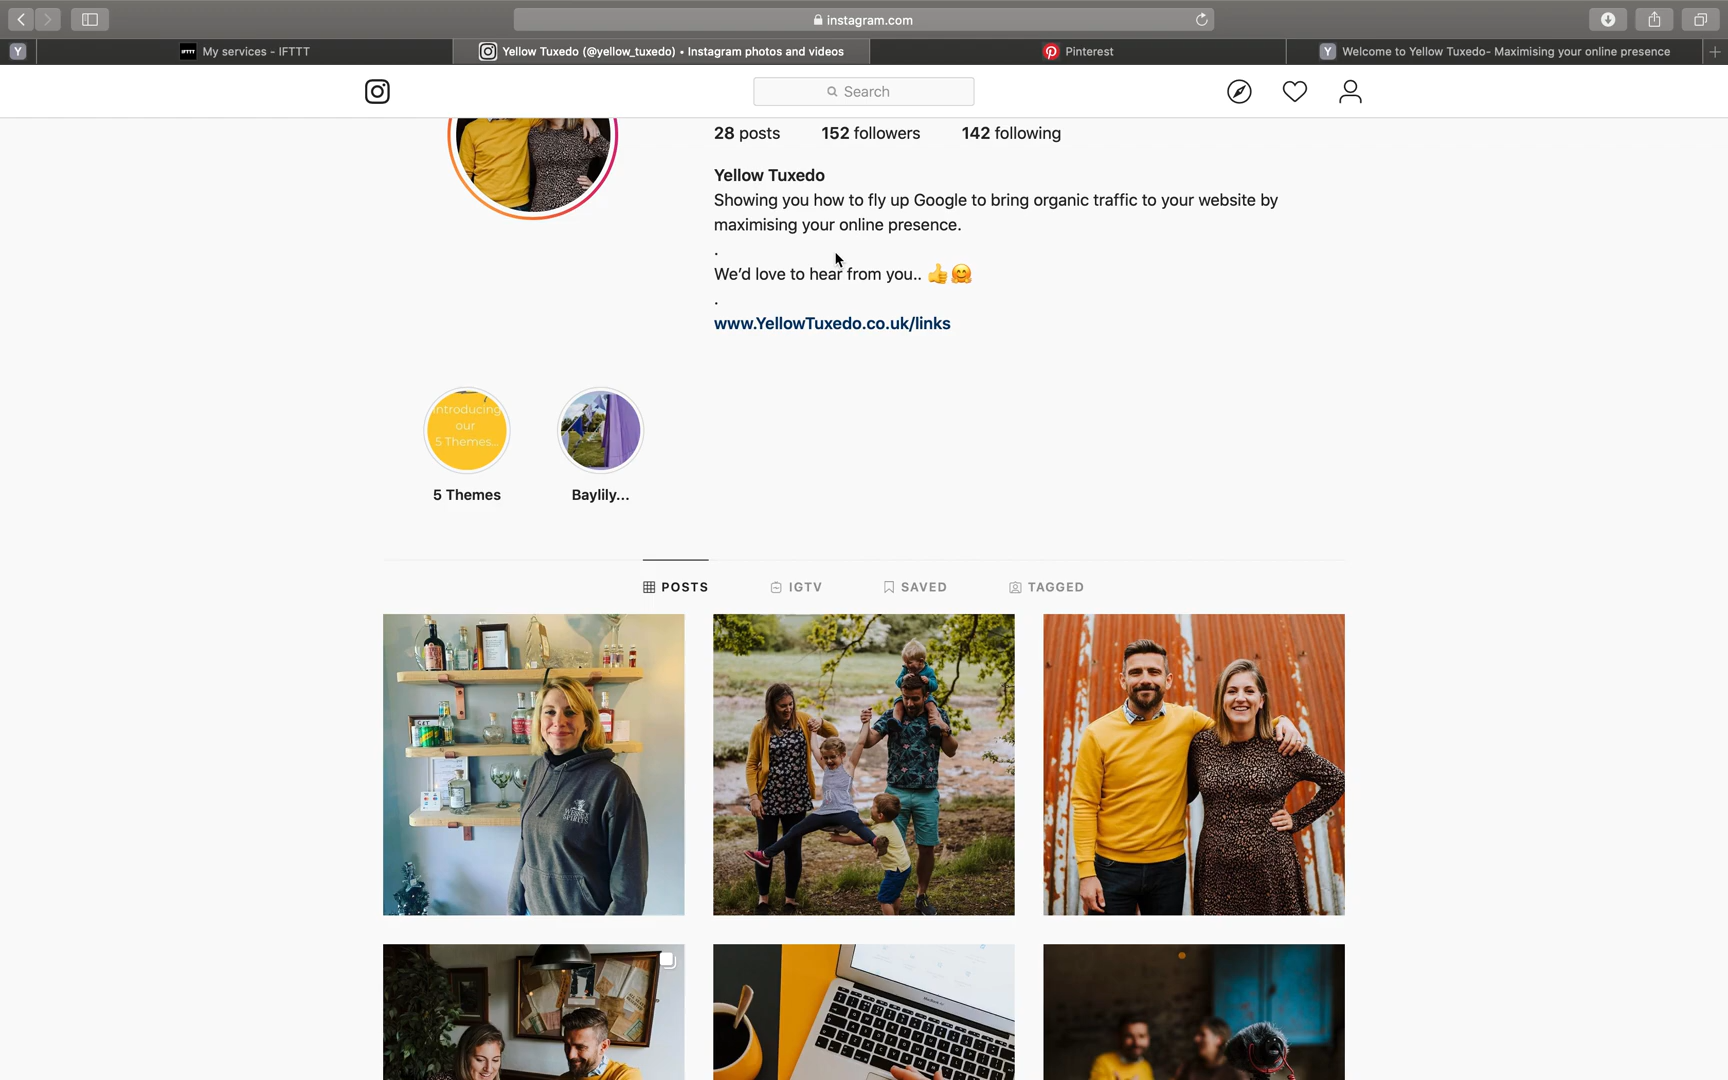 instagram.com
Y
IFTTT My services - IFTTT
Yellow Tuxedo (@yellow_tuxedo) • Instagram photos and videos
Pinterest
Y Welcome to Yellow Tuxedo- Maximising your online presence
Search
28 posts 152 followers 142 following
Yellow Tuxedo
Showing you how to fly up Google to bring organic traffic to your website by
maximising your online presence.
.
We’d love to hear from you.. 👍🤗
.
www.YellowTuxedo.co.uk/links
Introducing
our
5 Themes...
5 Themes
Baylily...
POSTS
IGTV
SAVED
TAGGED
WESSEX
SPIRITS